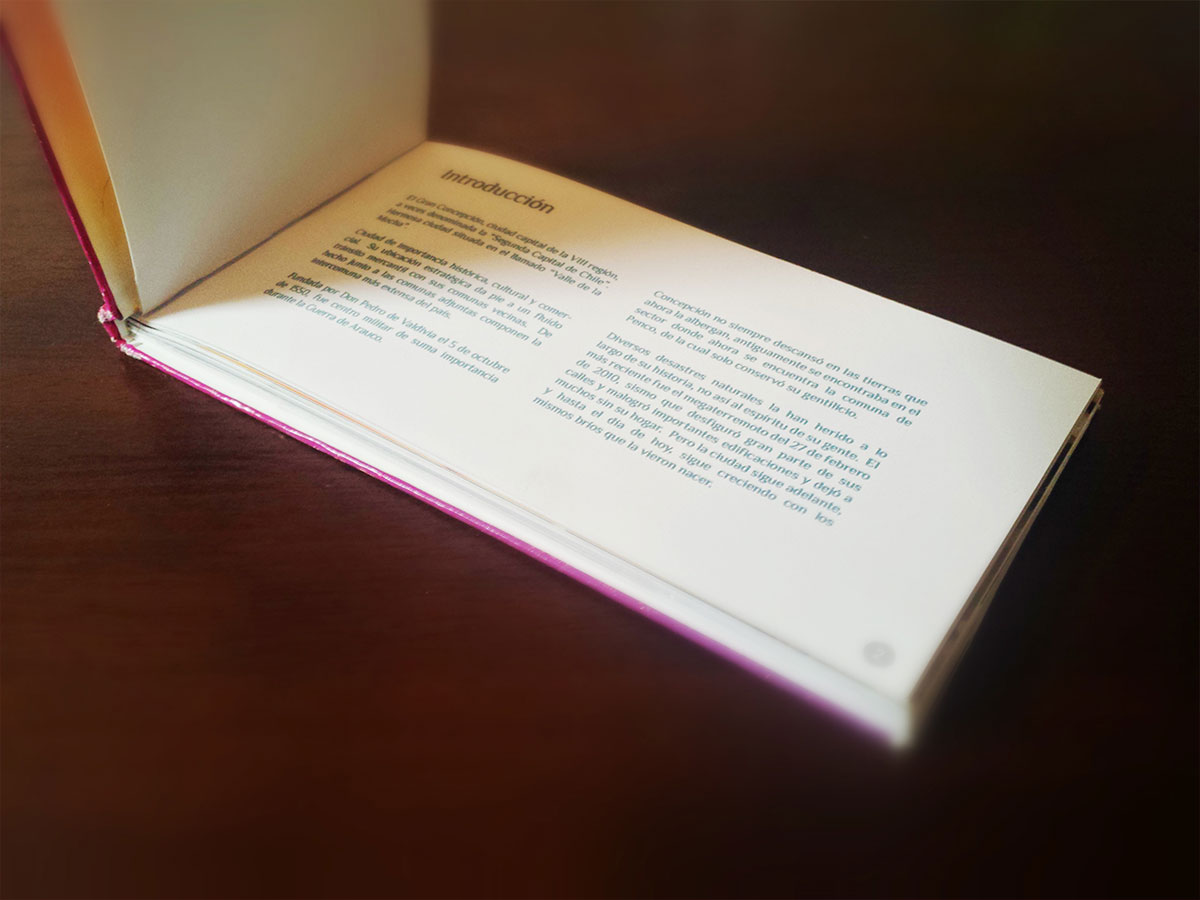 Introducción
El Gran Concepción, ciudad capital de la VIII región,
a veces denominada la "Segunda Capital de Chile".
Hermosa ciudad situada en el llamado "Valle de la
Mocha".
Ciudad de importancia histórica, cultural y comer-
cial. Su ubicación estratégica da pie a un fluido
tránsito mercantil con sus comunas vecinas. De
hecho junto a las comunas adjuntas componen la
intercomuna más extensa del país.
Fundada por Don Pedro de Valdivia el 5 de octubre
de 1550, fue centro militar de suma importancia
durante la Guerra de Arauco.
Concepción no siempre descansó en las tierras que
ahora la albergan, antiguamente se encontraba en el
sector donde ahora se encuentra la comuna de
Penco, de la cual solo conservó su gentilicio.
Diversos desastres naturales la han herido a lo
largo de su historia, no así al espíritu de su gente. El
más reciente fue el megaterremoto del 27 de febrero
de 2010, sismo que desfiguró gran parte de sus
calles y malogró importantes edificaciones y dejó a
muchos sin su hogar. Pero la ciudad sigue adelante,
y hasta el día de hoy, sigue creciendo con los
mismos bríos que la vieron nacer.